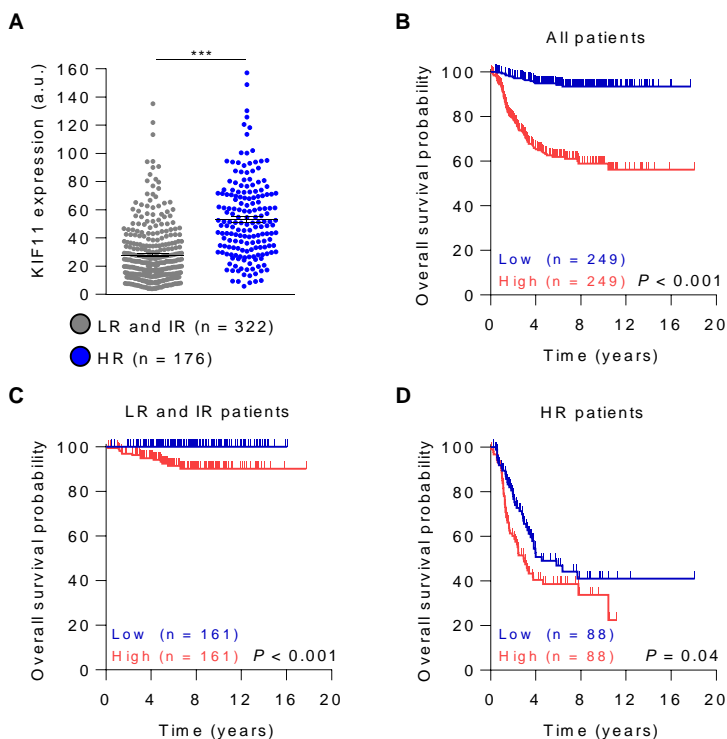 A
***
KIF11 expression (a.u.)
160
140
120
100
80
60
40
20
0
LR and IR (n = 322)
HR (n = 176)
B
All patients
Overall survival probability
100
80
60
40
20
0
Low (n = 249)
High (n = 249)
P < 0.001
0 4 8 12 16 20
Time (years)
C
LR and IR patients
Overall survival probability
100
80
60
40
20
0
Low (n = 161)
High (n = 161)
P < 0.001
0 4 8 12 16 20
Time (years)
D
HR patients
Overall survival probability
100
80
60
40
20
0
Low (n = 88)
High (n = 88)
P = 0.04
0 4 8 12 16 20
Time (years)